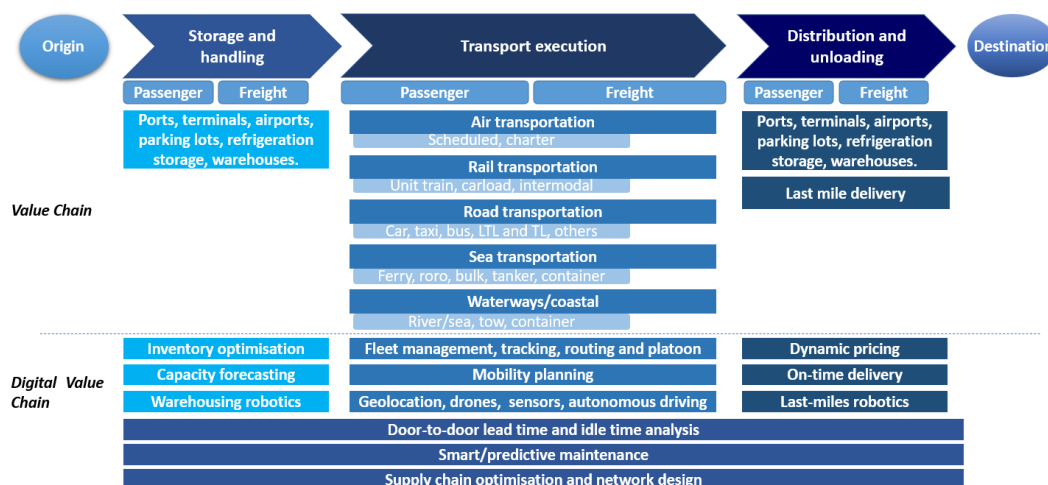 Origin
Storage and
handling
Transport execution
Distribution and
unloading
Destination
Passenger
Freight
Passenger
Freight
Passenger
Freight
Ports, terminals, airports,
parking lots, refrigeration
storage, warehouses.
Air transportation
Scheduled, charter
Rail transportation
Unit train, carload, intermodal
Road transportation
Car, taxi, bus, LTL and TL, others
Sea transportation
Ferry, roro, bulk, tanker, container
Waterways/coastal
River/sea, tow, container
Ports, terminals, airports,
parking lots, refrigeration
storage, warehouses.
Last mile delivery
Value Chain
Digital Value
Chain
Inventory optimisation
Capacity forecasting
Warehousing robotics
Fleet management, tracking, routing and platoon
Mobility planning
Geolocation, drones, sensors, autonomous driving
Dynamic pricing
On-time delivery
Last-miles robotics
Door-to-door lead time and idle time analysis
Smart/predictive maintenance
Supply chain optimisation and network design